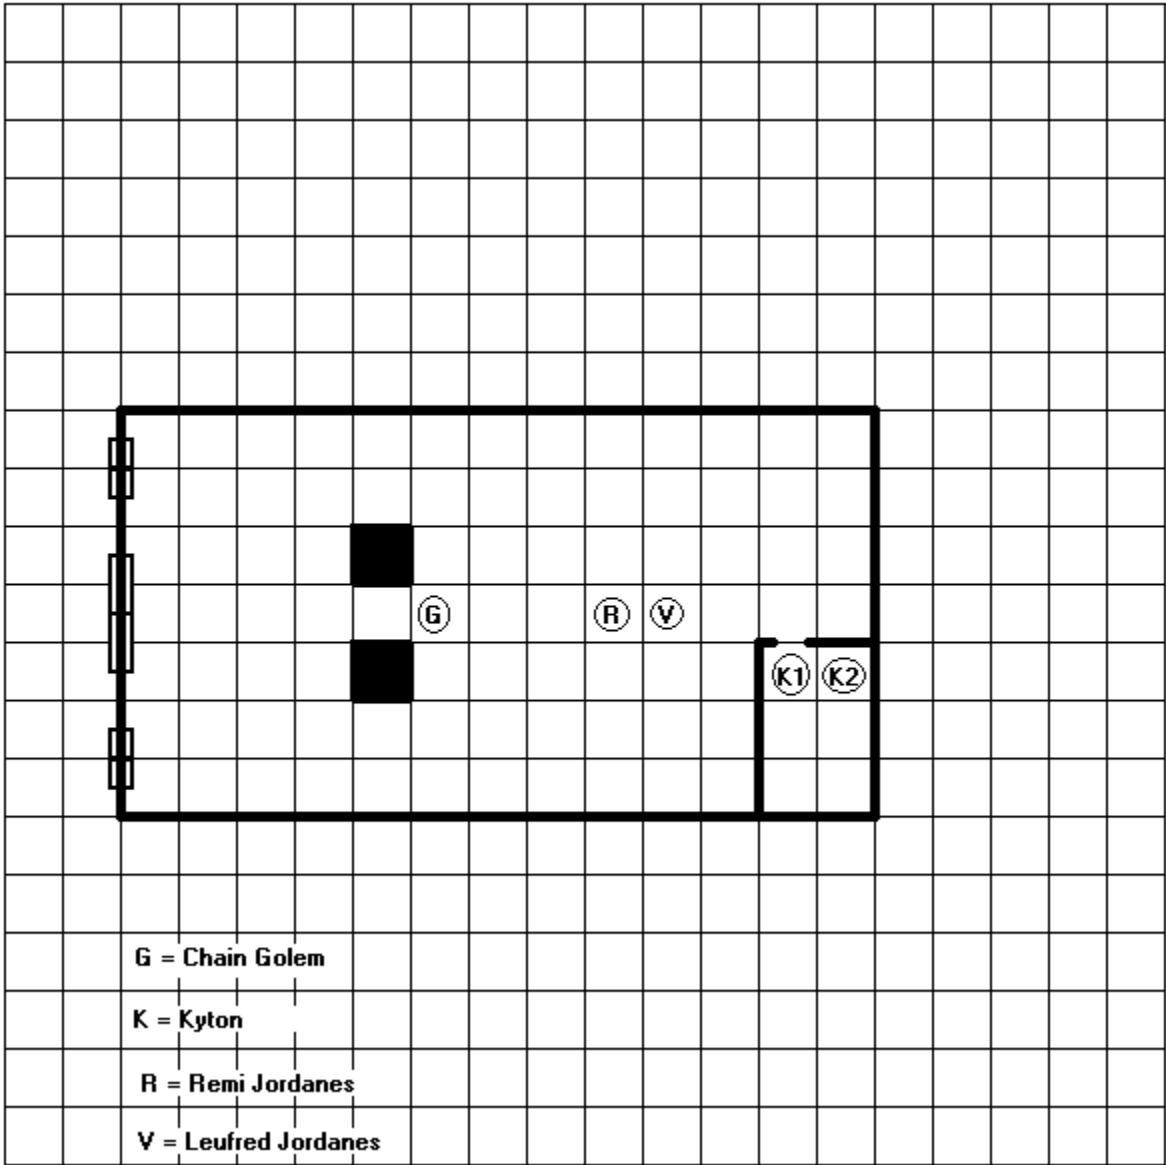 G R V
K1 K2
G = Chain Golem
K = Kyton
R = Remi Jordanes
V = Leufred Jordanes